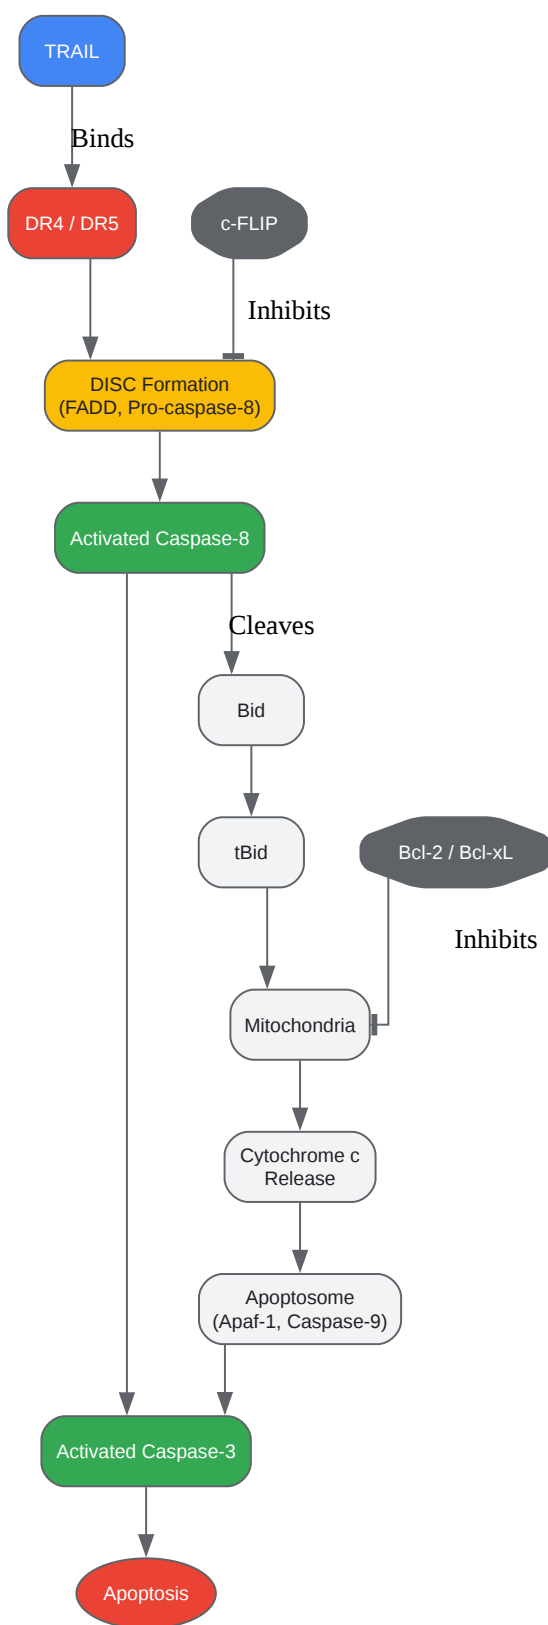 TRAIL
Binds
DR4 / DR5
c-FLIP
Inhibits
DISC Formation
(FADD, Pro-caspase-8)
Activated Caspase-8
Cleaves
Bid
tBid
Bcl-2 / Bcl-xL
Inhibits
Mitochondria
Cytochrome c
Release
Apoptosome
(Apaf-1, Caspase-9)
Activated Caspase-3
Apoptosis